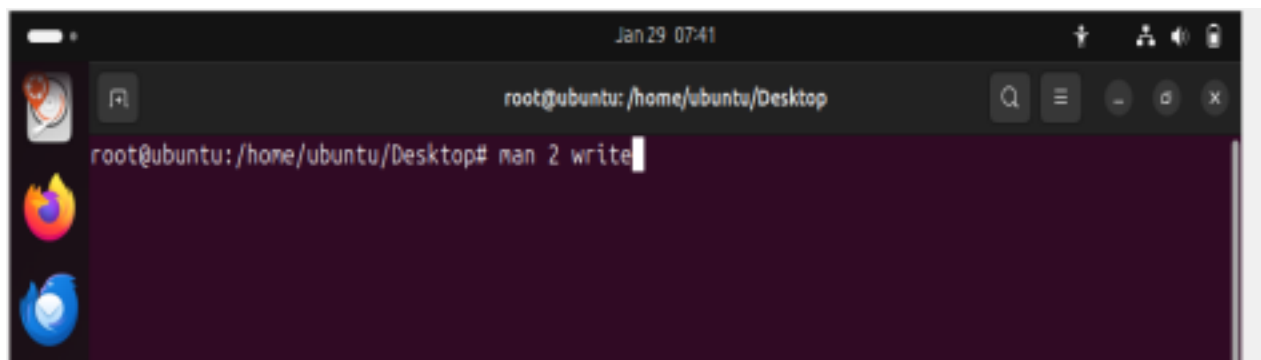 Jan 29 07:41
root@ubuntu: /home/ubuntu/Desktop
root@ubuntu:/home/ubuntu/Desktop# man 2 write